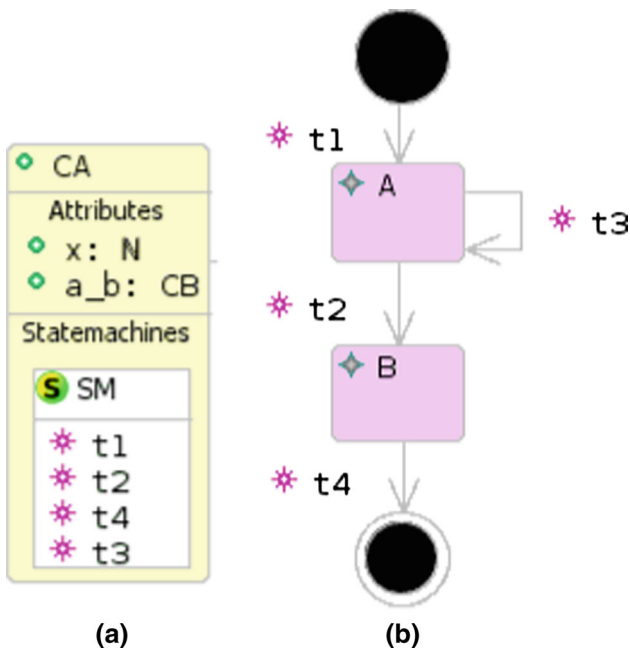 CA
Attributes
x: ℕ
a_b: CB
Statemachines
S SM
t1
t2
t4
t3
(a)
t1
A
t3
t2
B
t4
(b)